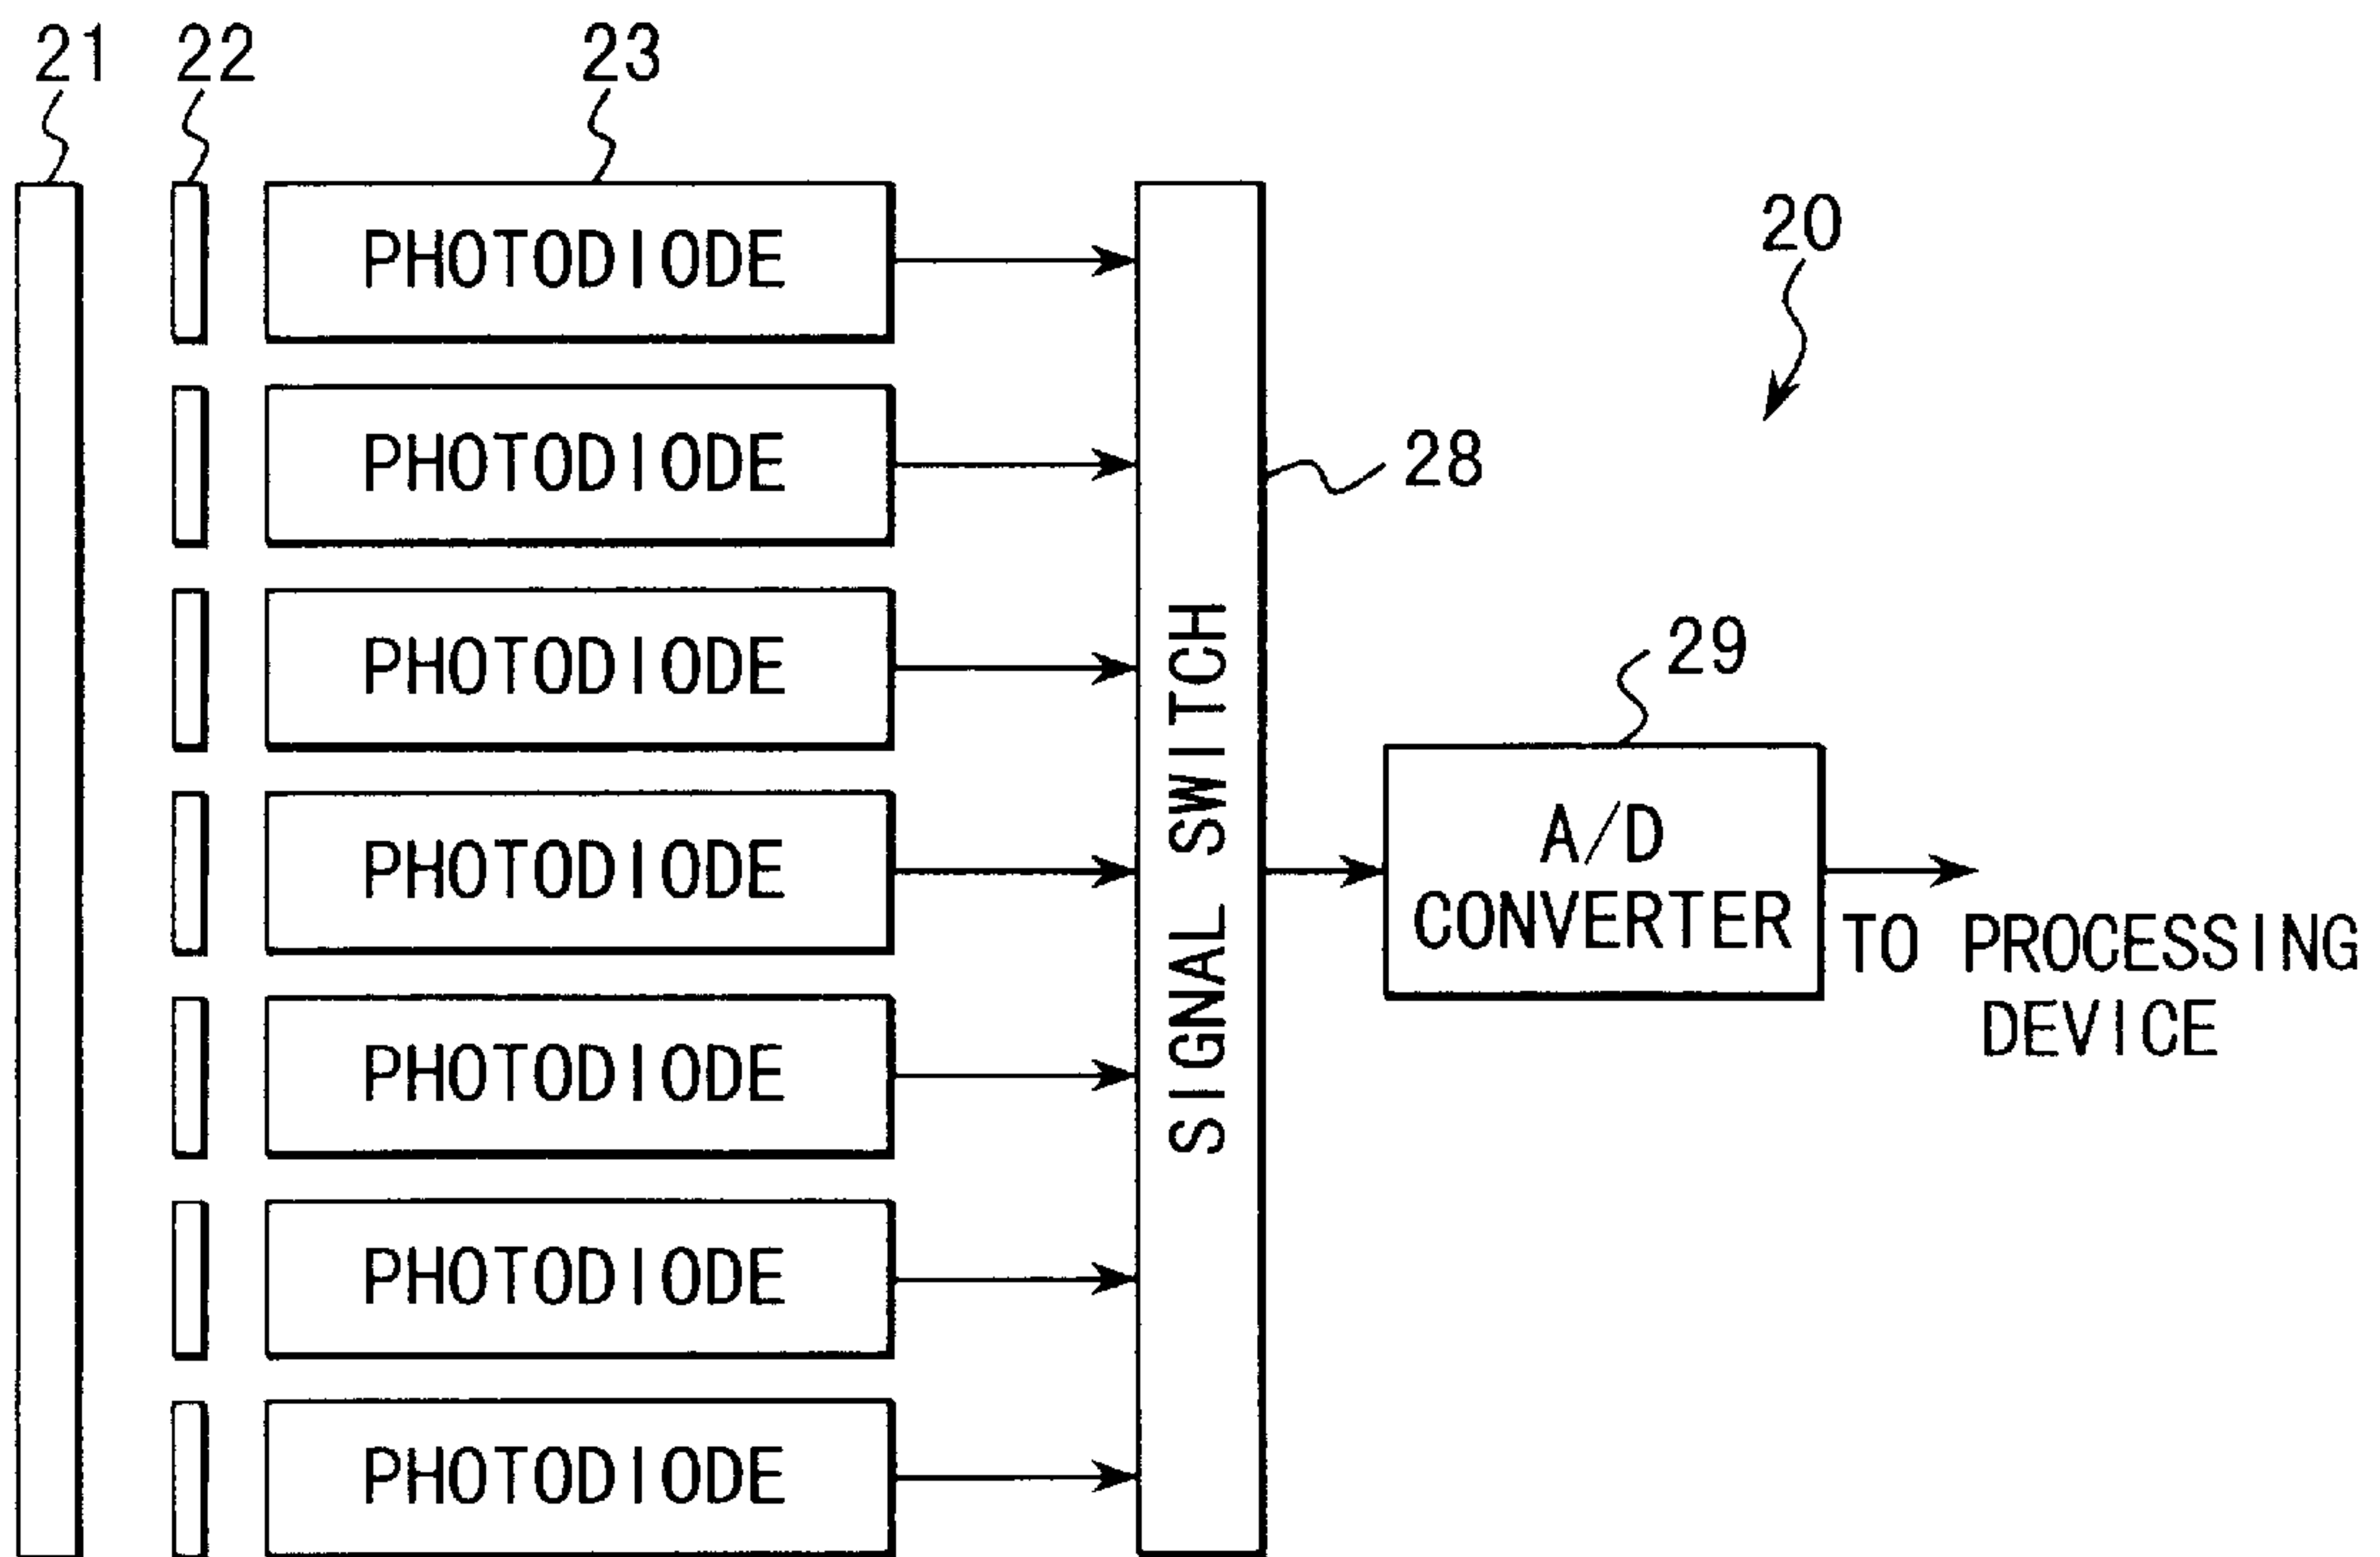 21 22 23
PHOTODIODE
20
PHOTODIODE
28
PHOTODIODE
29
SIGNAL SWITCH
PHOTODIODE
A/D
CONVERTER
TO PROCESSING
DEVICE
PHOTODIODE
PHOTODIODE
PHOTODIODE